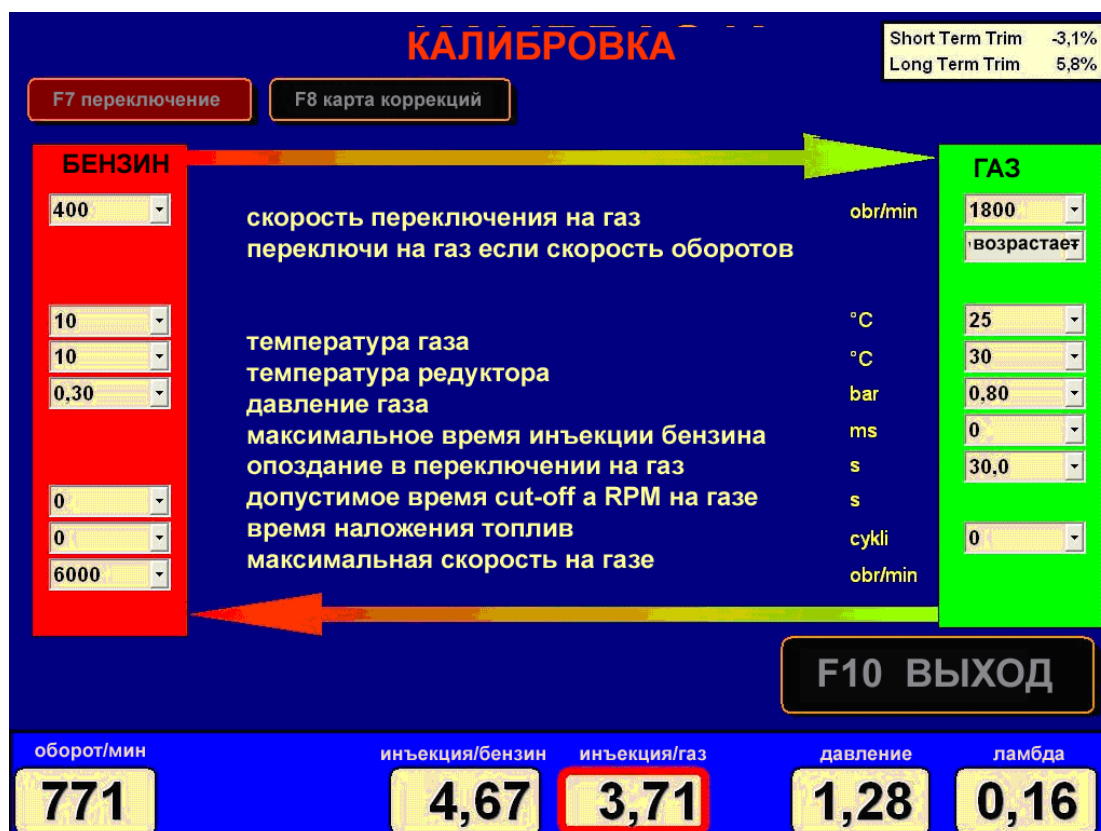 КАЛИБРОВКА
Short Term Trim -3,1%
Long Term Trim 5,8%
F7 переключение F8 карта коррекций
БЕНЗИН ГАЗ
400 скорость переключения на газ obr/min 1800
переключи на газ если скорость оборотов возрастает
10 температура газа °C 25
10 температура редуктора °C 30
0,30 давление газа bar 0,80
максимальное время инъекции бензина ms 0
опоздание в переключении на газ s 30,0
0 допустимое время cut-off а RPM на газе s
0 время наложения топлив cykli 0
6000 максимальная скорость на газе obr/min
F10 ВЫХОД
оборот/мин инъекция/бензин инъекция/газ давление ламбда
771 4,67 3,71 1,28 0,16